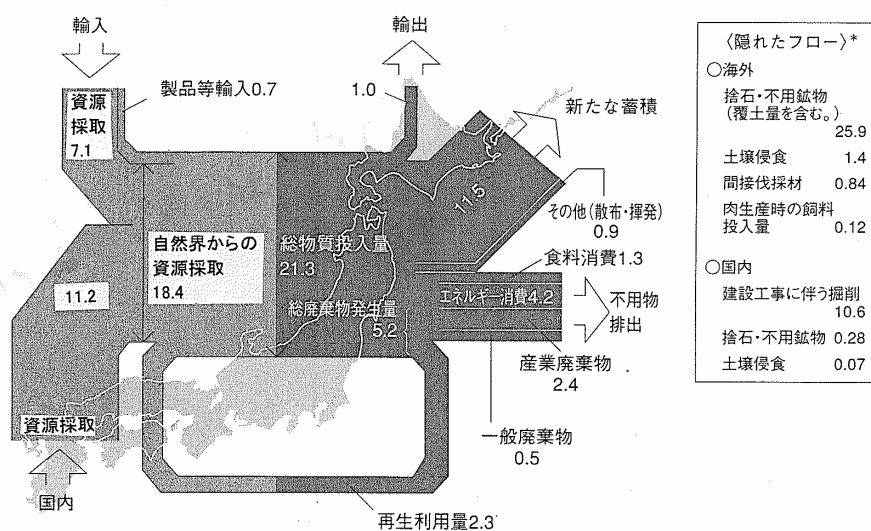 輸入
輸出
製品等輸入0.7
1.0
新たな蓄積
資源
採取
7.1
11.5
その他(散布・揮発)
0.9
自然界からの
資源採取
18.4
総物質投入量
21.3
食料消費1.3
11.2
エネルギー消費4.2
不用物
排出
総廃棄物発生量
5.2
産業廃棄物
2.4
一般廃棄物
0.5
資源採取
国内
再生利用量2.3
〈隠れたフロー〉*
○海外
捨石・不用鉱物
(覆土量を含む。)
25.9
土壌侵食 1.4
間接伐採材 0.84
肉生産時の飼料
投入量 0.12
○国内
建設工事に伴う掘削
10.6
捨石・不用鉱物 0.28
土壌侵食 0.07